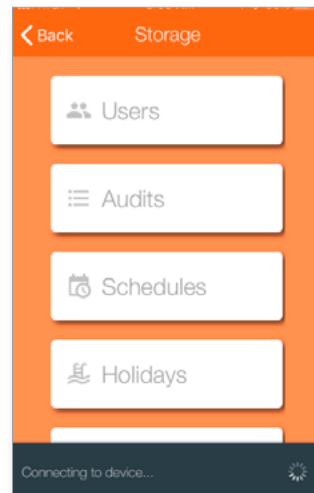 Back
Storage
Users
Audits
Schedules
Holidays
Connecting to device...